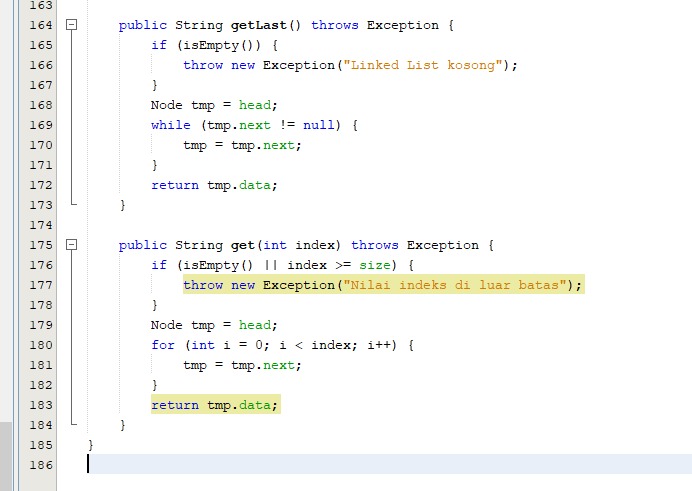 163
164 public String getLast() throws Exception {
165 if (isEmpty()) {
166 throw new Exception("Linked List kosong");
167 }
168 Node tmp = head;
169 while (tmp.next != null) {
170 tmp = tmp.next;
171 }
172 return tmp.data;
173 }
174
175 public String get(int index) throws Exception {
176 if (isEmpty() || index >= size) {
177 throw new Exception("Nilai indeks di luar batas");
178 }
179 Node tmp = head;
180 for (int i = 0; i < index; i++) {
181 tmp = tmp.next;
182 }
183 return tmp.data;
184 }
185 }
186